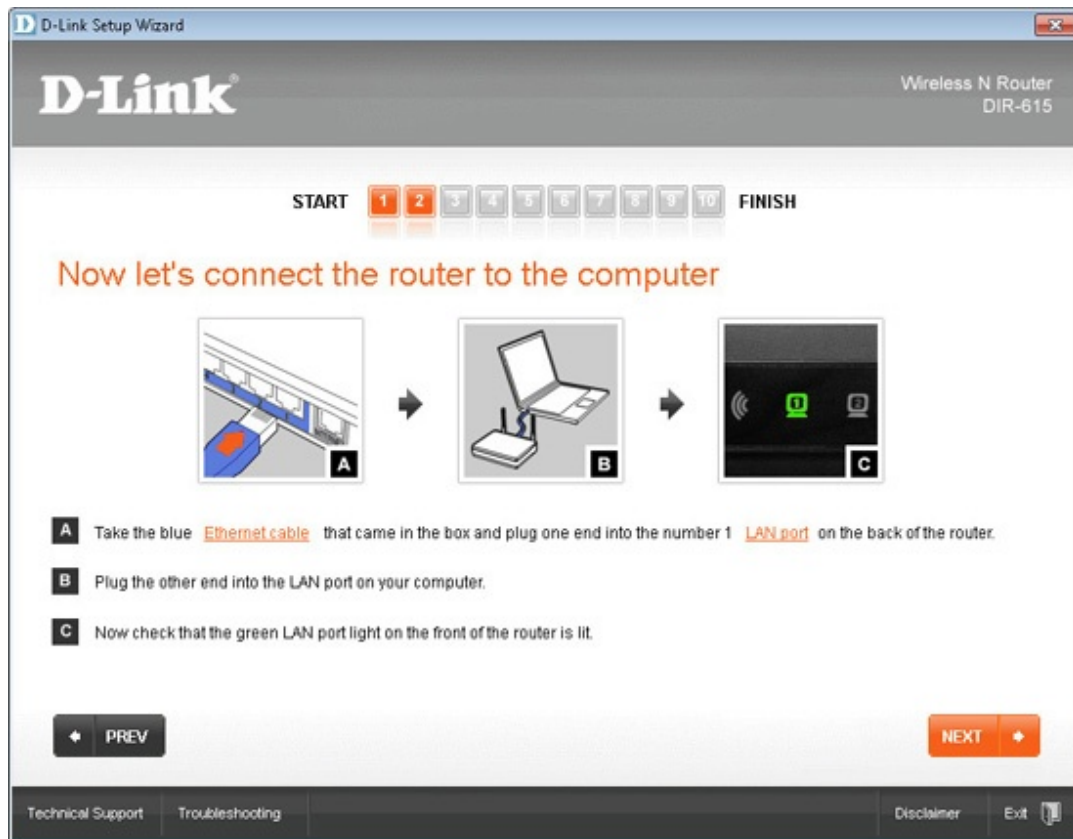 D-Link Setup Wizard
D-Link®
Wireless N Router
DIR-615
START 1 2 3 4 5 6 7 8 9 10 FINISH
Now let's connect the router to the computer
A
B
1 2
C
A Take the blue Ethernet cable that came in the box and plug one end into the number 1 LAN port on the back of the router.
B Plug the other end into the LAN port on your computer.
C Now check that the green LAN port light on the front of the router is lit.
PREV
NEXT
Technical Support Troubleshooting Disclaimer Exit